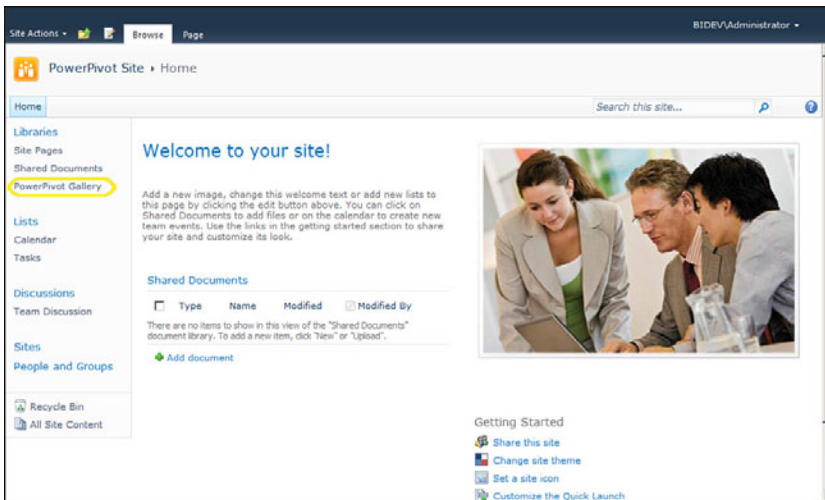 BIDEV\Administrator
Site Actions
Browse
Page
PowerPivot Site ▸ Home
Home
Search this site...
Libraries
Site Pages
Shared Documents
PowerPivot Gallery
Lists
Calendar
Tasks
Discussions
Team Discussion
Sites
People and Groups
Recycle Bin
All Site Content
Welcome to your site!
Add a new image, change this welcome text or add new lists to
this page by clicking the edit button above. You can click on
Shared Documents to add files or on the calendar to create new
team events. Use the links in the getting started section to share
your site and customize its look.
Shared Documents
Type Name Modified Modified By
There are no items to show in this view of the "Shared Documents"
document library. To add a new item, click "New" or "Upload".
Add document
Getting Started
Share this site
Change site theme
Set a site icon
Customize the Quick Launch